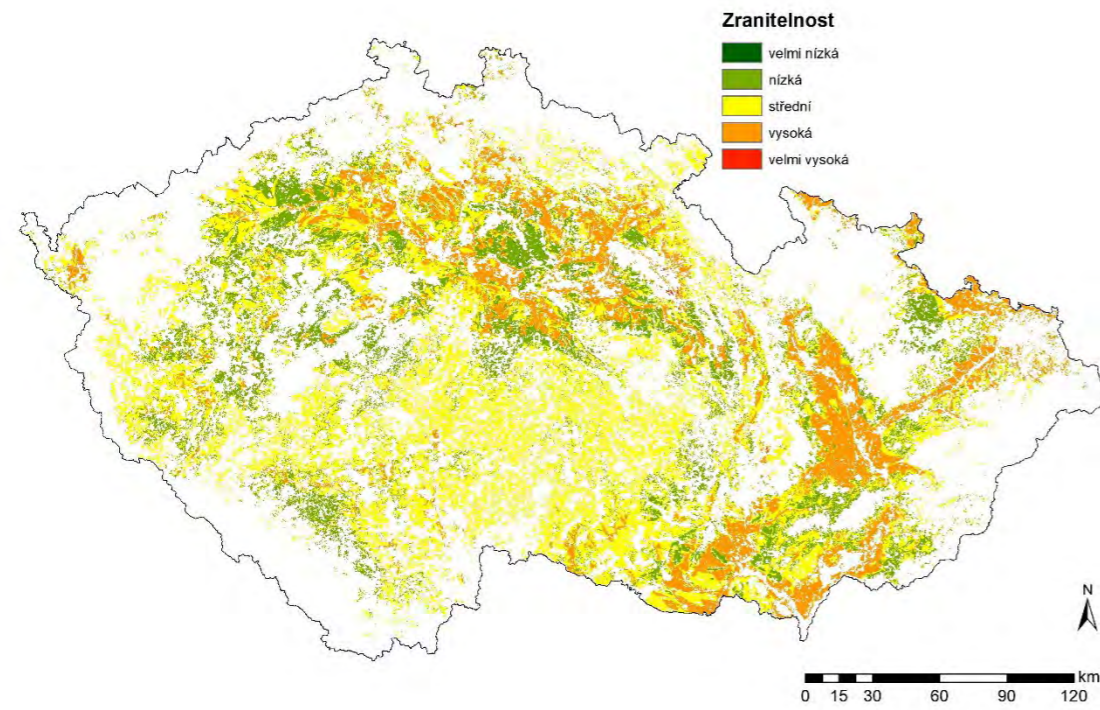 Zranitelnost
velmi nízká
nízká
střední
vysoká
velmi vysoká
N
km
0 15 30 60 90 120